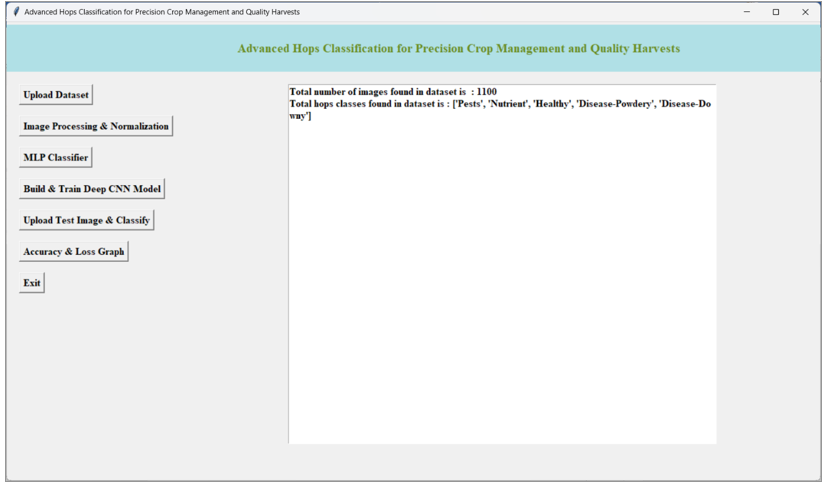 Advanced Hops Classification for Precision Crop Management and Quality Harvests
Advanced Hops Classification for Precision Crop Management and Quality Harvests
Upload Dataset
Image Processing & Normalization
MLP Classifier
Build & Train Deep CNN Model
Upload Test Image & Classify
Accuracy & Loss Graph
Exit
Total number of images found in dataset is  : 1100
Total hops classes found in dataset is : ['Pests', 'Nutrient', 'Healthy', 'Disease-Powdery', 'Disease-Do
wny']